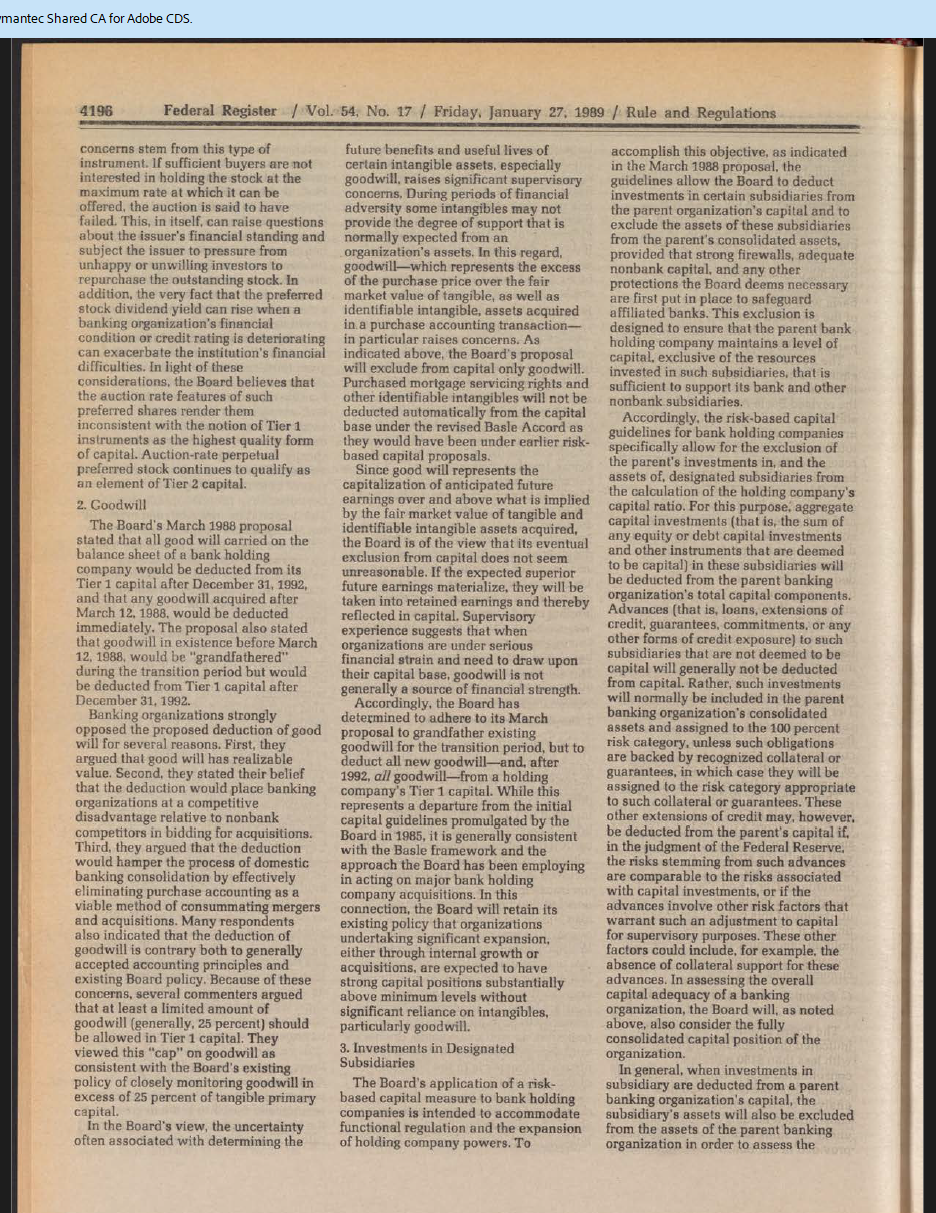 ymantec Shared CA for Adobe CDS.
4196 Federal Register / Vol. 54, No. 17 / Friday, January 27, 1989 / Rule and Regulations
concerns stem from this type of
instrument. If sufficient buyers are not
interested in holding the stock at the
maximum rate at which it can be
offered, the auction is said to have
failed. This, in itself, can raise questions
about the issuer's financial standing and
subject the issuer to pressure from
unhappy or unwilling investors to
repurchase the outstanding stock. In
addition, the very fact that the preferred
stock dividend yield can rise when a
banking organization's financial
condition or credit rating is deteriorating
can exacerbate the institution's financial
difficulties. In light of these
considerations, the Board believes that
the auction rate features of such
preferred shares render them
inconsistent with the notion of Tier 1
instruments as the highest quality form
of capital. Auction-rate perpetual
preferred stock continues to qualify as
an element of Tier 2 capital.
2. Goodwill
The Board's March 1988 proposal
stated that all good will carried on the
balance sheet of a bank holding
company would be deducted from its
Tier 1 capital after December 31, 1992,
and that any goodwill acquired after
March 12, 1988, would be deducted
immediately. The proposal also stated
that goodwill in existence before March
12, 1988, would be "grandfathered"
during the transition period but would
be deducted from Tier 1 capital after
December 31, 1992.
Banking organizations strongly
opposed the proposed deduction of good
will for several reasons. First, they
argued that good will has realizable
value. Second, they stated their belief
that the deduction would place banking
organizations at a competitive
disadvantage relative to nonbank
competitors in bidding for acquisitions.
Third, they argued that the deduction
would hamper the process of domestic
banking consolidation by effectively
eliminating purchase accounting as a
viable method of consummating mergers
and acquisitions. Many respondents
also indicated that the deduction of
goodwill is contrary both to generally
accepted accounting principles and
existing Board policy. Because of these
concerns, several commenters argued
that at least a limited amount of
goodwill (generally, 25 percent) should
be allowed in Tier 1 capital. They
viewed this "cap" on goodwill as
consistent with the Board's existing
policy of closely monitoring goodwill in
excess of 25 percent of tangible primary
capital.
In the Board's view, the uncertainty
often associated with determining the
future benefits and useful lives of
certain intangible assets, especially
goodwill, raises significant supervisory
concerns. During periods of financial
adversity some intangibles may not
provide the degree of support that is
normally expected from an
organization's assets. In this regard,
goodwill—which represents the excess
of the purchase price over the fair
market value of tangible, as well as
identifiable intangible, assets acquired
in a purchase accounting transaction—
in particular raises concerns. As
indicated above, the Board's proposal
will exclude from capital only goodwill.
Purchased mortgage servicing rights and
other identifiable intangibles will not be
deducted automatically from the capital
base under the revised Basle Accord as
they would have been under earlier risk-
based capital proposals.
Since good will represents the
capitalization of anticipated future
earnings over and above what is implied
by the fair market value of tangible and
identifiable intangible assets acquired,
the Board is of the view that its eventual
exclusion from capital does not seem
unreasonable. If the expected superior
future earnings materialize, they will be
taken into retained earnings and thereby
reflected in capital. Supervisory
experience suggests that when
organizations are under serious
financial strain and need to draw upon
their capital base, goodwill is not
generally a source of financial strength.
Accordingly, the Board has
determined to adhere to its March
proposal to grandfather existing
goodwill for the transition period, but to
deduct all new goodwill—and, after
1992, all goodwill—from a holding
company's Tier 1 capital. While this
represents a departure from the initial
capital guidelines promulgated by the
Board in 1985, it is generally consistent
with the Basle framework and the
approach the Board has been employing
in acting on major bank holding
company acquisitions. In this
connection, the Board will retain its
existing policy that organizations
undertaking significant expansion,
either through internal growth or
acquisitions, are expected to have
strong capital positions substantially
above minimum levels without
significant reliance on intangibles,
particularly goodwill.
3. Investments in Designated
Subsidiaries
The Board's application of a risk-
based capital measure to bank holding
companies is intended to accommodate
functional regulation and the expansion
of holding company powers. To
accomplish this objective, as indicated
in the March 1988 proposal, the
guidelines allow the Board to deduct
investments in certain subsidiaries from
the parent organization's capital and to
exclude the assets of these subsidiaries
from the parent's consolidated assets,
provided that strong firewalls, adequate
nonbank capital, and any other
protections the Board deems necessary
are first put in place to safeguard
affiliated banks. This exclusion is
designed to ensure that the parent bank
holding company maintains a level of
capital, exclusive of the resources
invested in such subsidiaries, that is
sufficient to support its bank and other
nonbank subsidiaries.
Accordingly, the risk-based capital
guidelines for bank holding companies
specifically allow for the exclusion of
the parent's investments in, and the
assets of, designated subsidiaries from
the calculation of the holding company's
capital ratio. For this purpose, aggregate
capital investments (that is, the sum of
any equity or debt capital investments
and other instruments that are deemed
to be capital) in these subsidiaries will
be deducted from the parent banking
organization's total capital components.
Advances (that is, loans, extensions of
credit, guarantees, commitments, or any
other forms of credit exposure) to such
subsidiaries that are not deemed to be
capital will generally not be deducted
from capital. Rather, such investments
will normally be included in the parent
banking organization's consolidated
assets and assigned to the 100 percent
risk category, unless such obligations
are backed by recognized collateral or
guarantees, in which case they will be
assigned to the risk category appropriate
to such collateral or guarantees. These
other extensions of credit may, however,
be deducted from the parent's capital if,
in the judgment of the Federal Reserve,
the risks stemming from such advances
are comparable to the risks associated
with capital investments, or if the
advances involve other risk factors that
warrant such an adjustment to capital
for supervisory purposes. These other
factors could include, for example, the
absence of collateral support for these
advances. In assessing the overall
capital adequacy of a banking
organization, the Board will, as noted
above, also consider the fully
consolidated capital position of the
organization.
In general, when investments in
subsidiary are deducted from a parent
banking organization's capital, the
subsidiary's assets will also be excluded
from the assets of the parent banking
organization in order to assess the